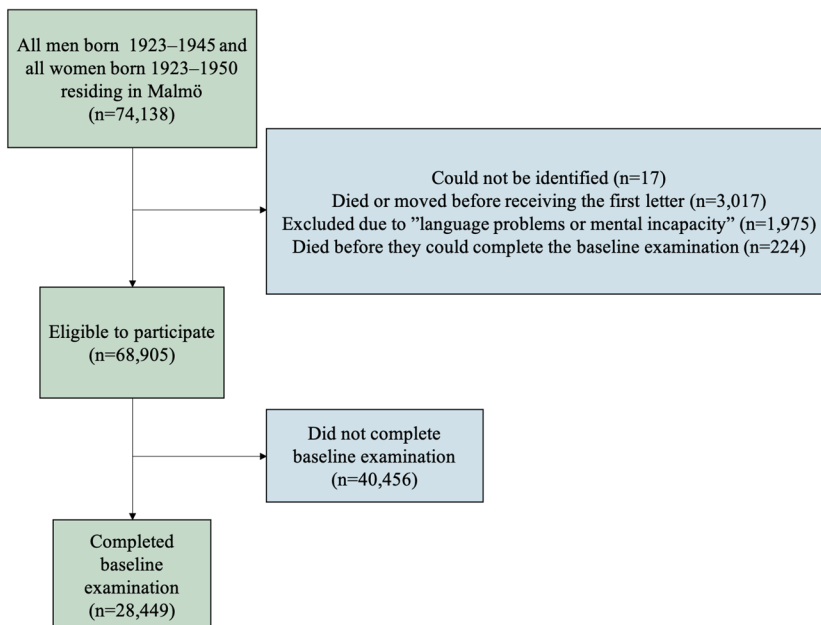 All men born 1923–1945 and
all women born 1923–1950
residing in Malmö
(n=74,138)
Could not be identified (n=17)
Died or moved before receiving the first letter (n=3,017)
Excluded due to ”language problems or mental incapacity” (n=1,975)
Died before they could complete the baseline examination (n=224)
Eligible to participate
(n=68,905)
Did not complete
baseline examination
(n=40,456)
Completed
baseline
examination
(n=28,449)